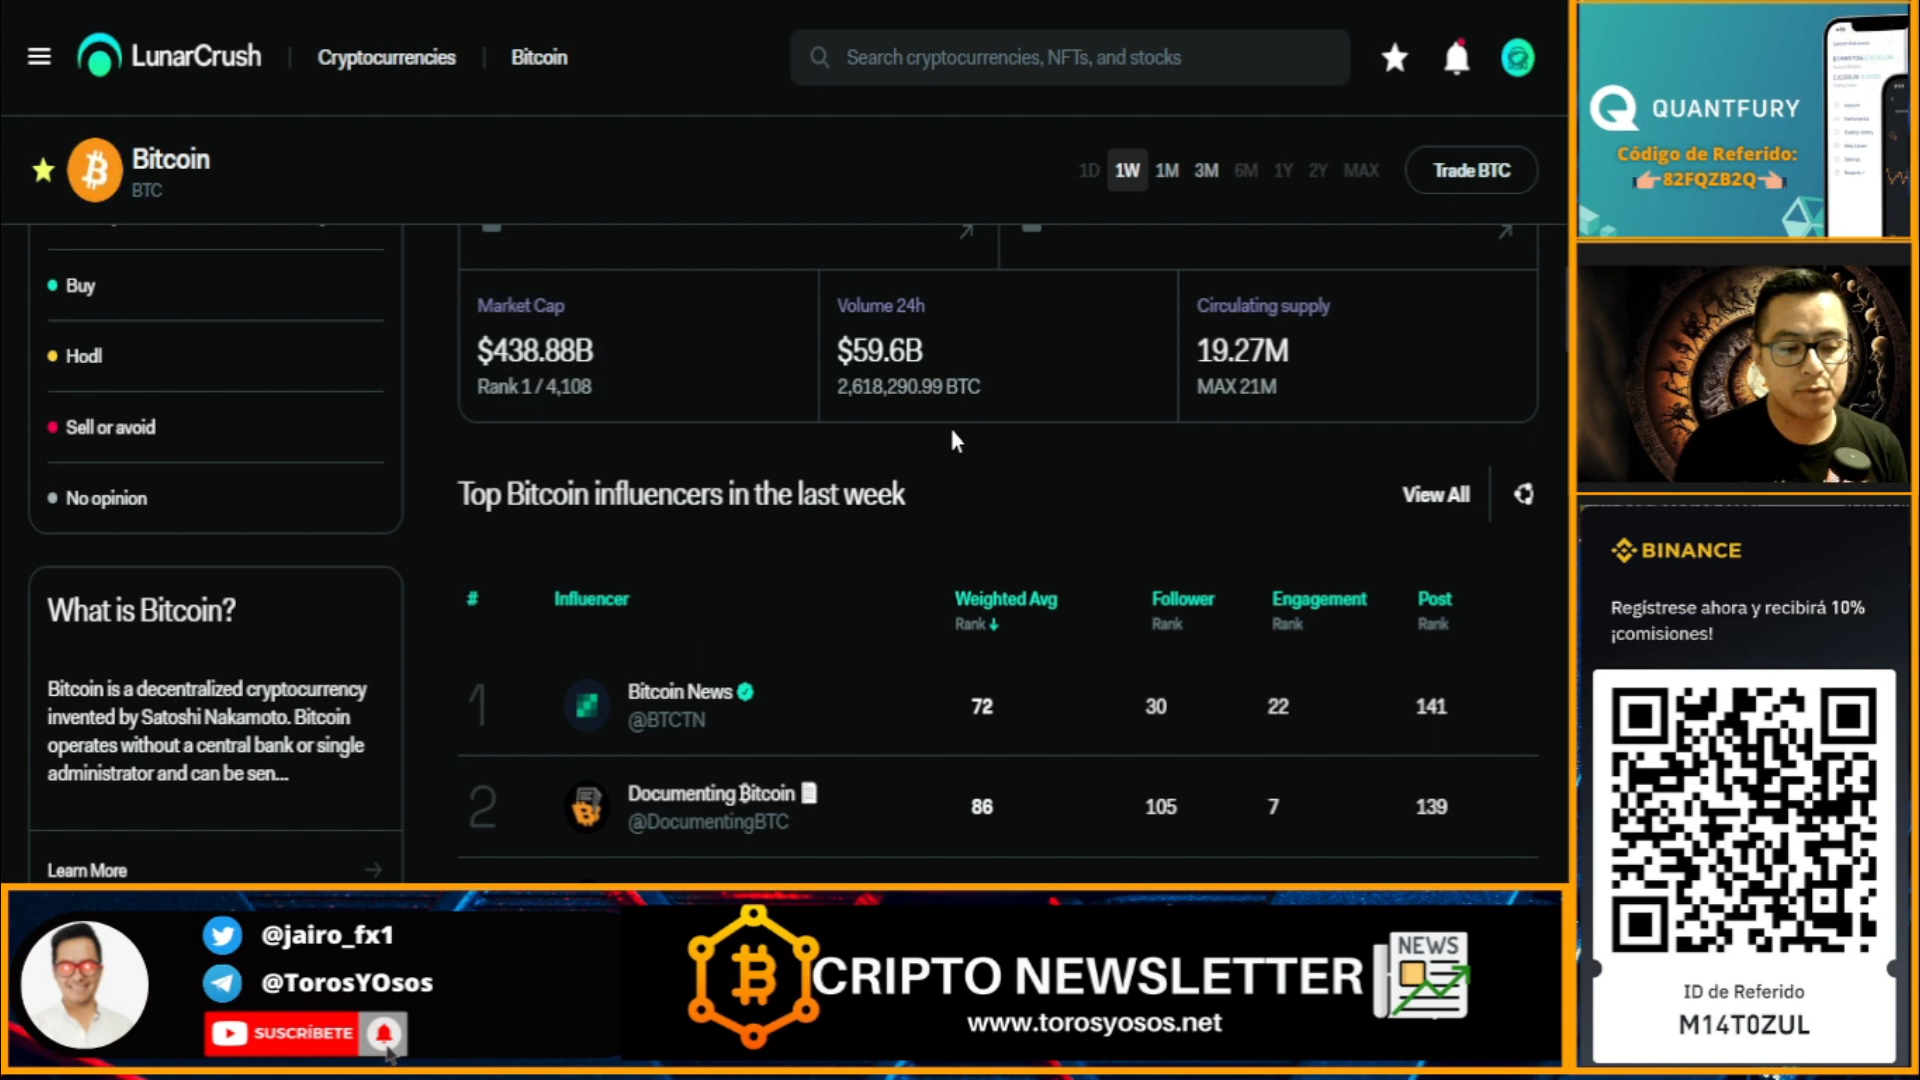 LunarCrush
Cryptocurrencies
Bitcoin
Search cryptocurrencies, NFTs, and stocks
Bitcoin
BTC
1D 1W 1M 3M 6M 1Y 2Y MAX
Trade BTC
Buy
Hodl
Sell or avoid
No opinion
Market Cap
$438.88B
Rank 1 / 4,108
Volume 24h
$59.6B
2,618,290.99 BTC
Circulating supply
19.27M
MAX 21M
What is Bitcoin?
Bitcoin is a decentralized cryptocurrency
invented by Satoshi Nakamoto. Bitcoin
operates without a central bank or single
administrator and can be sen...
Learn More
Top Bitcoin influencers in the last week
View All
# Influencer Weighted Avg Follower Engagement Post
Rank Rank Rank Rank
1 Bitcoin News 72 30 22 141
@BTCTN
2 Documenting ₿itcoin 86 105 7 139
@DocumentingBTC
QUANTFURY
Código de Referido:
82FQZB2Q
BINANCE
Regístrese ahora y recibirá 10%
¡comisiones!
ID de Referido
M14T0ZUL
@jairo_fx1
@TorosYOsos
SUSCRÍBETE
CRIPTO NEWSLETTER
NEWS
www.torosyosos.net